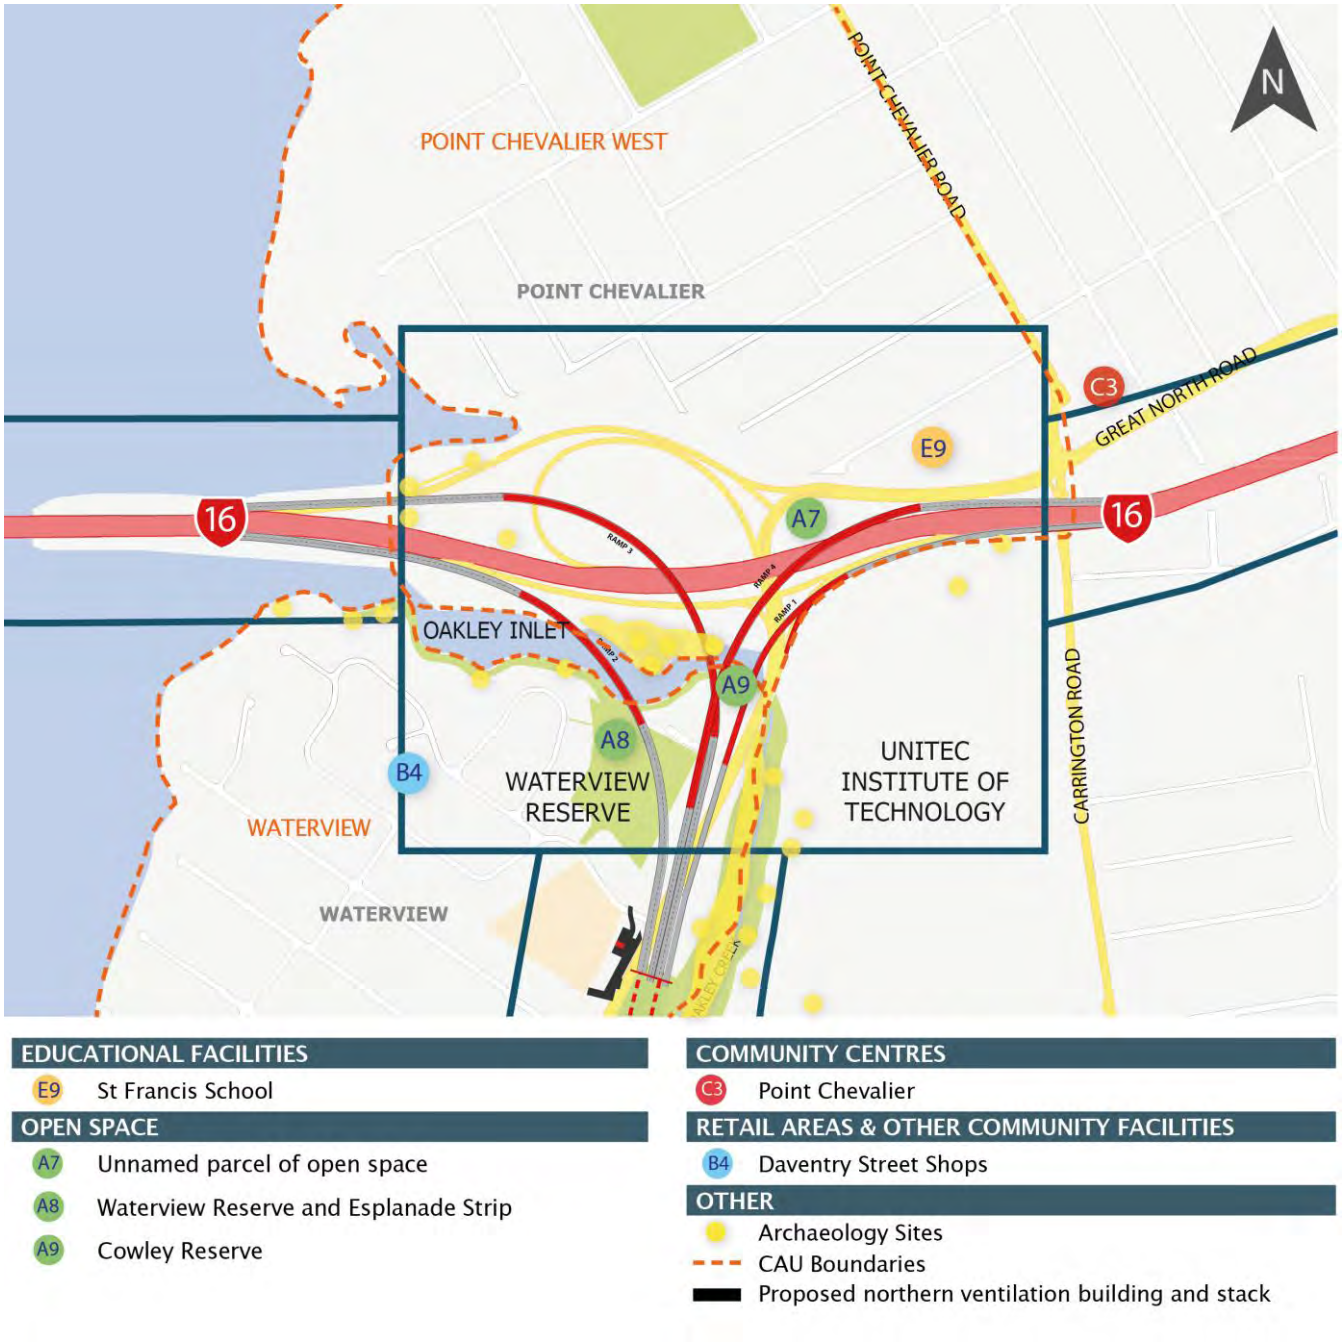 N
POINT CHEVALIER ROAD
POINT CHEVALIER WEST
POINT CHEVALIER
C3
GREAT NORTH ROAD
E9
16
A7
16
RAMP 3
RAMP 4
RAMP 1
OAKLEY INLET
RAMP 2
A9
CARRINGTON ROAD
A8
B4
WATERVIEW
RESERVE
UNITEC
INSTITUTE OF
TECHNOLOGY
WATERVIEW
WATERVIEW
OAKLEY CREEK
EDUCATIONAL FACILITIES
E9 St Francis School
OPEN SPACE
A7 Unnamed parcel of open space
A8 Waterview Reserve and Esplanade Strip
A9 Cowley Reserve
COMMUNITY CENTRES
C3 Point Chevalier
RETAIL AREAS & OTHER COMMUNITY FACILITIES
B4 Daventry Street Shops
OTHER
Archaeology Sites
CAU Boundaries
Proposed northern ventilation building and stack